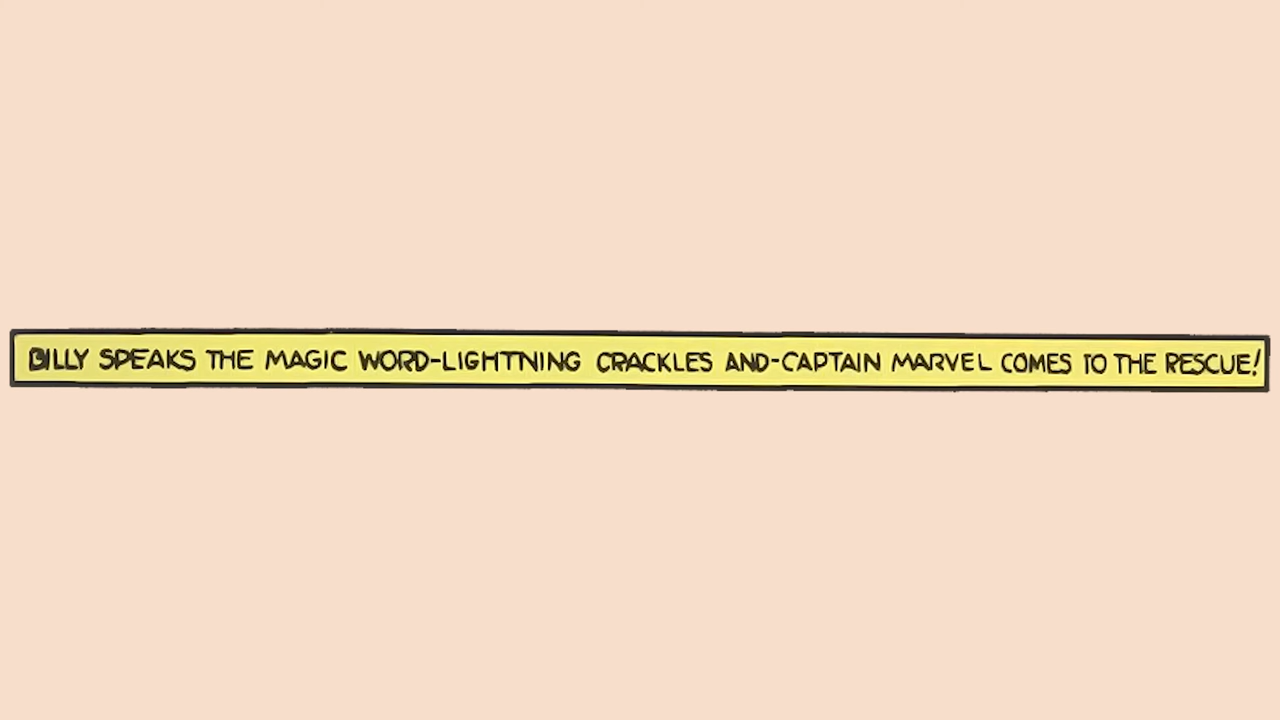 BILLY SPEAKS THE MAGIC WORD-LIGHTNING CRACKLES AND-CAPTAIN MARVEL COMES TO THE RESCUE!